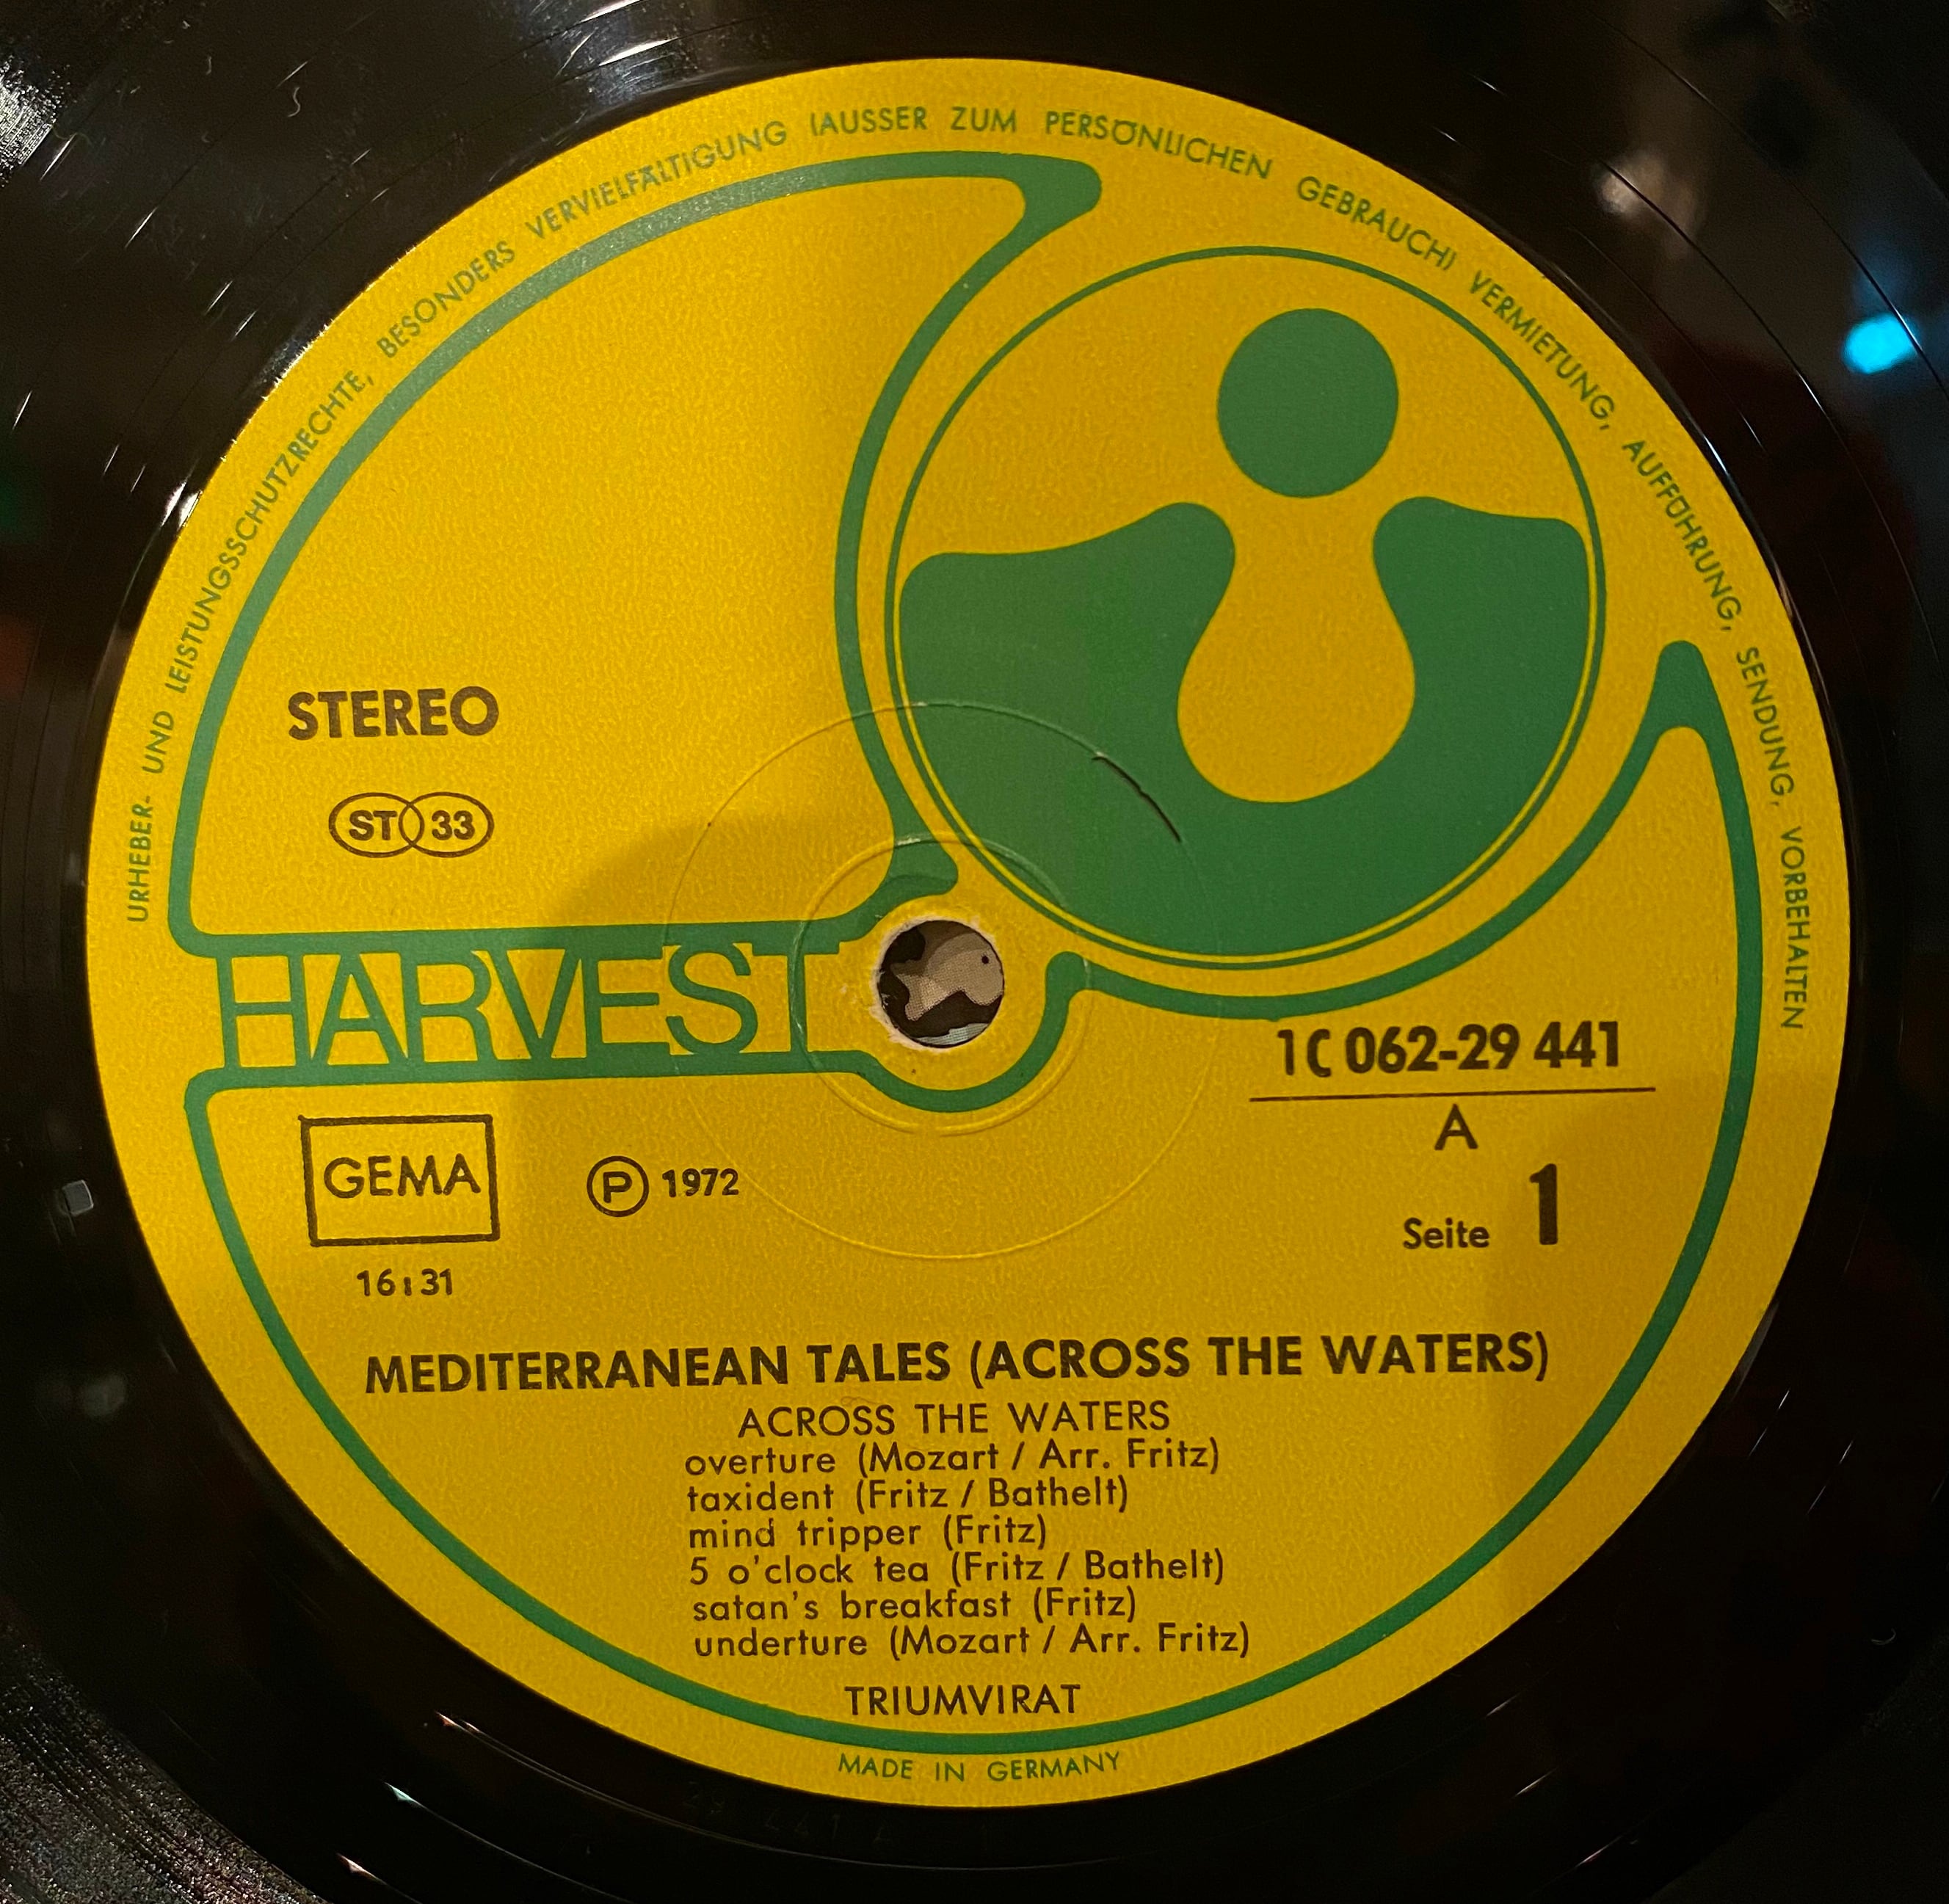 URHEBER- UND LEISTUNGSSCHUTZRECHTE, BESONDERS VERVIELFÄLTIGUNG (AUSSER ZUM PERSÖNLICHEN GEBRAUCH) VERMIETUNG, AUFFÜHRUNG, SENDUNG, VORBEHALTEN
STEREO
ST 33
HARVEST
1C 062-29 441
A
Seite 1
GEMA
Ⓟ 1972
16:31
MEDITERRANEAN TALES (ACROSS THE WATERS)
ACROSS THE WATERS
overture (Mozart / Arr. Fritz)
taxident (Fritz / Bathelt)
mind tripper (Fritz)
5 o'clock tea (Fritz / Bathelt)
satan's breakfast (Fritz)
underture (Mozart / Arr. Fritz)
TRIUMVIRAT
MADE IN GERMANY